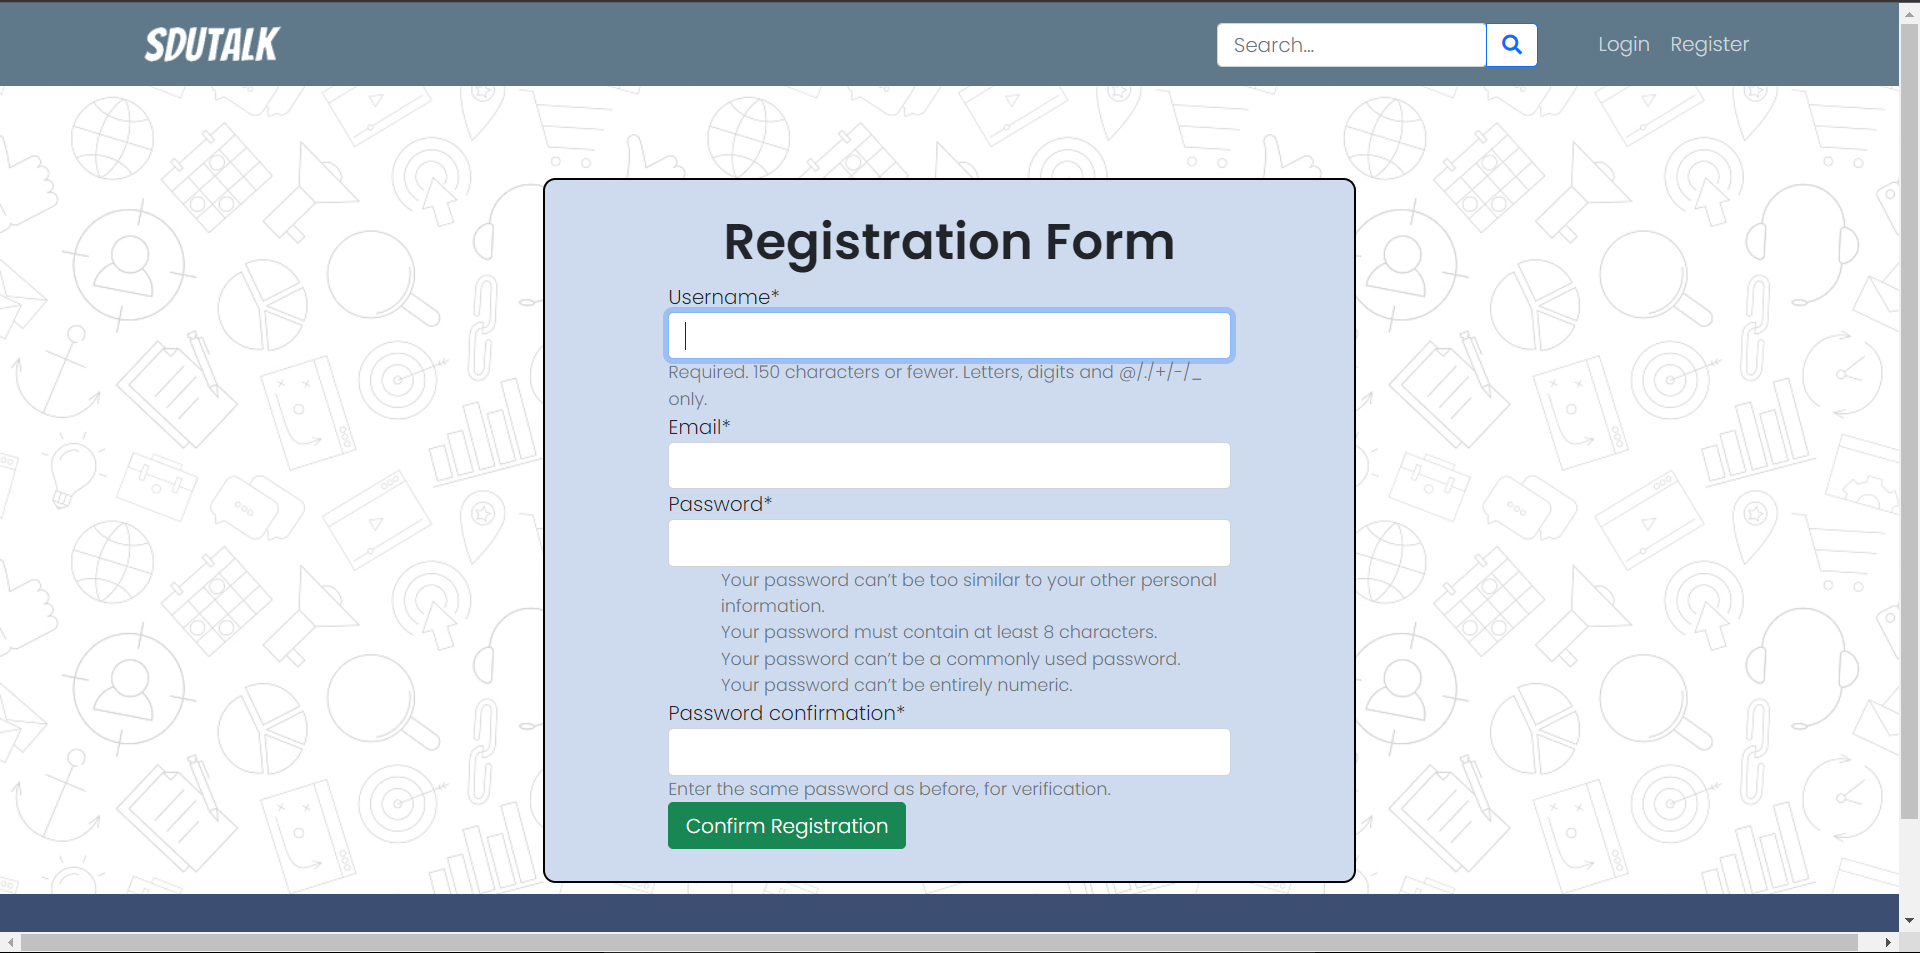 SDUTALK
Search...
Login
Register
Registration Form
Username*
Required. 150 characters or fewer. Letters, digits and @/./+/-/_
only.
Email*
Password*
Your password can’t be too similar to your other personal
information.
Your password must contain at least 8 characters.
Your password can’t be a commonly used password.
Your password can’t be entirely numeric.
Password confirmation*
Enter the same password as before, for verification.
Confirm Registration